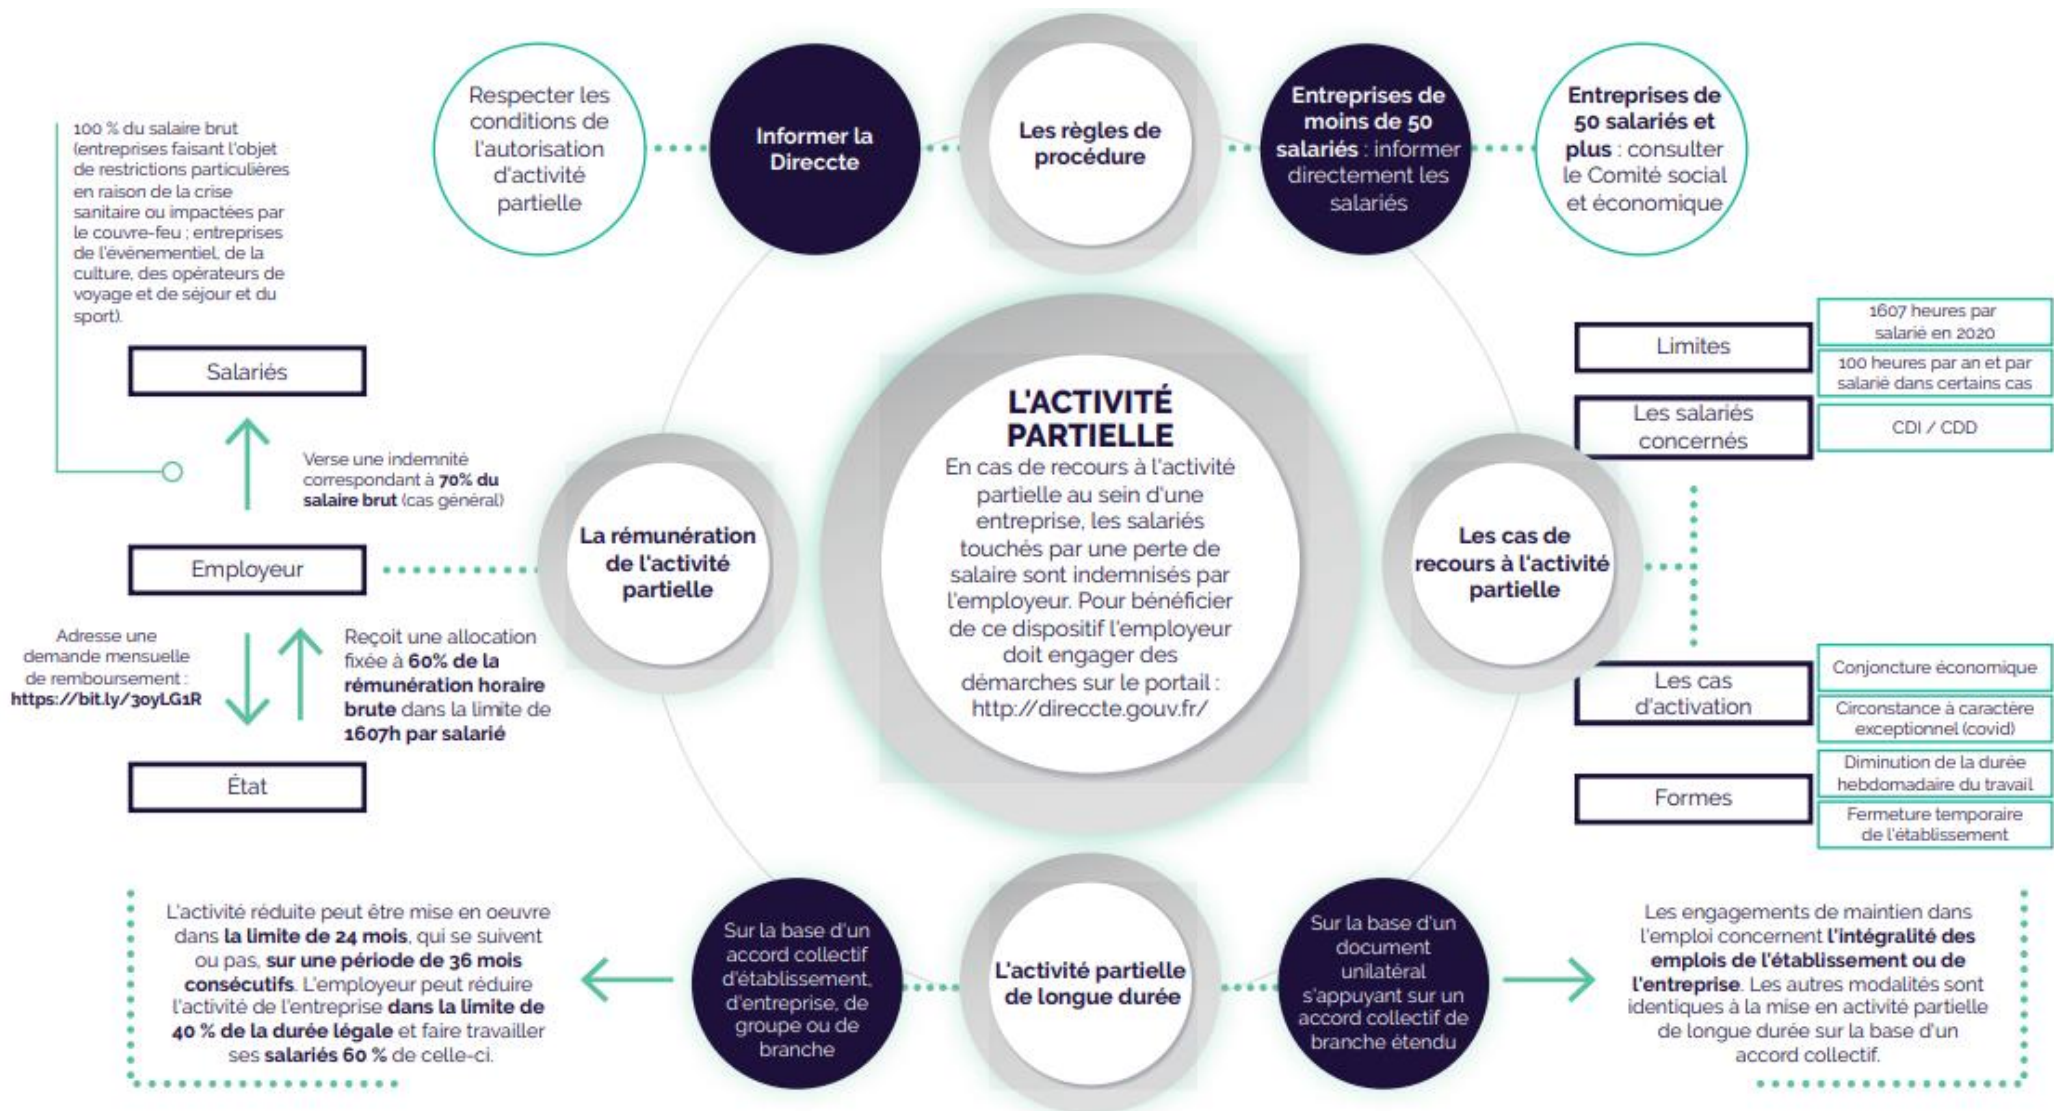 Respecter les
conditions de
l'autorisation
d'activité
partielle
Informer la
Direccte
Les règles de
procédure
Entreprises de
moins de 50
salariés : informer
directement les
salariés
Entreprises de
50 salariés et
plus : consulter
le Comité social
et économique
100 % du salaire brut
(entreprises faisant l'objet
de restrictions particulières
en raison de la crise
sanitaire ou impactées par
le couvre-feu ; entreprises
de l'événementiel, de la
culture, des opérateurs de
voyage et de séjour et du
sport).
Salariés
Verse une indemnité
correspondant à 70% du
salaire brut (cas général)
Employeur
Adresse une
demande mensuelle
de remboursement :
https://bit.ly/3oyLG1R
Reçoit une allocation
fixée à 60% de la
rémunération horaire
brute dans la limite de
1607h par salarié
État
La rémunération
de l'activité
partielle
L'ACTIVITÉ
PARTIELLE
En cas de recours à l'activité
partielle au sein d'une
entreprise, les salariés
touchés par une perte de
salaire sont indemnisés par
l'employeur. Pour bénéficier
de ce dispositif l'employeur
doit engager des
démarches sur le portail :
http://direccte.gouv.fr/
Les cas de
recours à l'activité
partielle
Limites
1607 heures par
salarié en 2020
100 heures par an et par
salarié dans certains cas
Les salariés
concernés
CDI / CDD
Les cas
d'activation
Conjoncture économique
Circonstance à caractère
exceptionnel (covid)
Formes
Diminution de la durée
hebdomadaire du travail
Fermeture temporaire
de l'établissement
L'activité réduite peut être mise en oeuvre
dans la limite de 24 mois, qui se suivent
ou pas, sur une période de 36 mois
consécutifs. L'employeur peut réduire
l'activité de l'entreprise dans la limite de
40 % de la durée légale et faire travailler
ses salariés 60 % de celle-ci.
Sur la base d'un
accord collectif
d'établissement,
d'entreprise, de
groupe ou de
branche
L'activité partielle
de longue durée
Sur la base d'un
document
unilatéral
s'appuyant sur un
accord collectif de
branche étendu
Les engagements de maintien dans
l'emploi concernent l'intégralité des
emplois de l'établissement ou de
l'entreprise. Les autres modalités sont
identiques à la mise en activité partielle
de longue durée sur la base d'un
accord collectif.